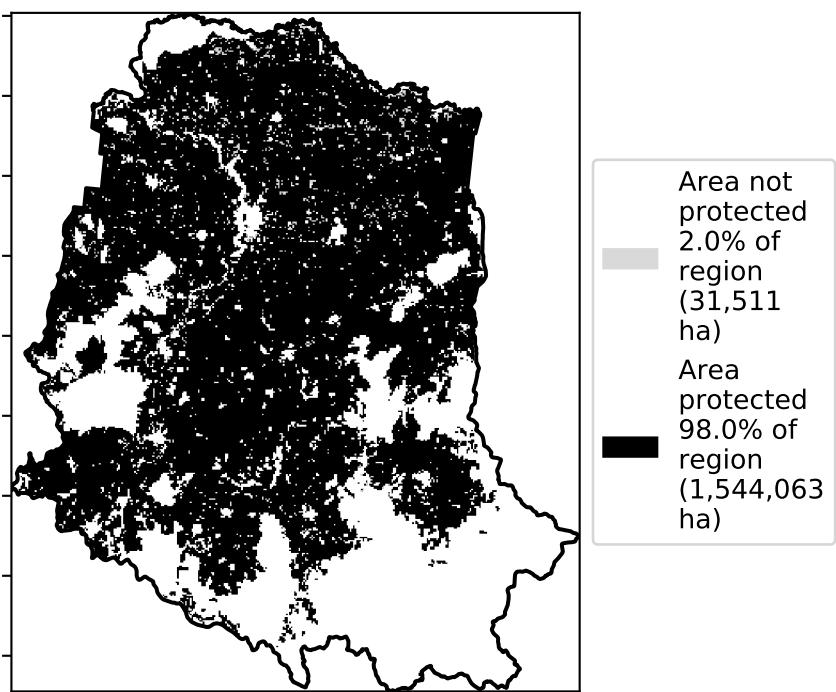 Area not
protected
2.0% of
region
(31,511
ha)
Area
protected
98.0% of
region
(1,544,063
ha)